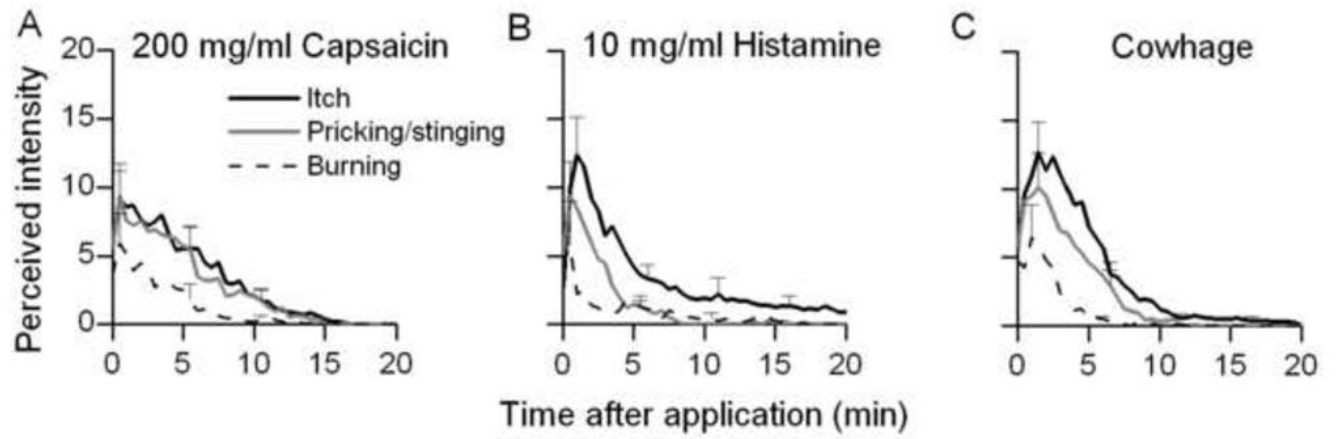 A
200 mg/ml Capsaicin
B
10 mg/ml Histamine
C
Cowhage
Itch
Pricking/stinging
Burning
Perceived intensity
20
15
10
5
0
0 5 10 15 20
0 5 10 15 20
0 5 10 15 20
Time after application (min)